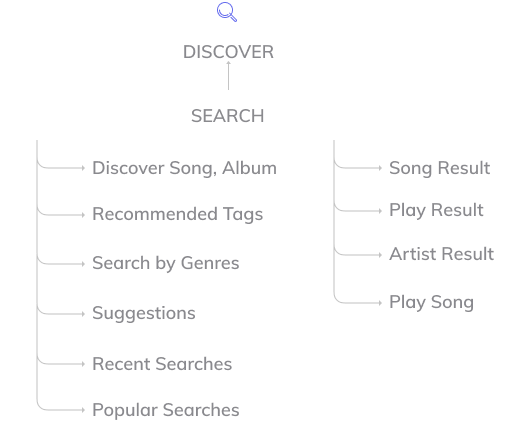 DISCOVER
SEARCH
Discover Song, Album
Recommended Tags
Search by Genres
Suggestions
Recent Searches
Popular Searches
Song Result
Play Result
Artist Result
Play Song